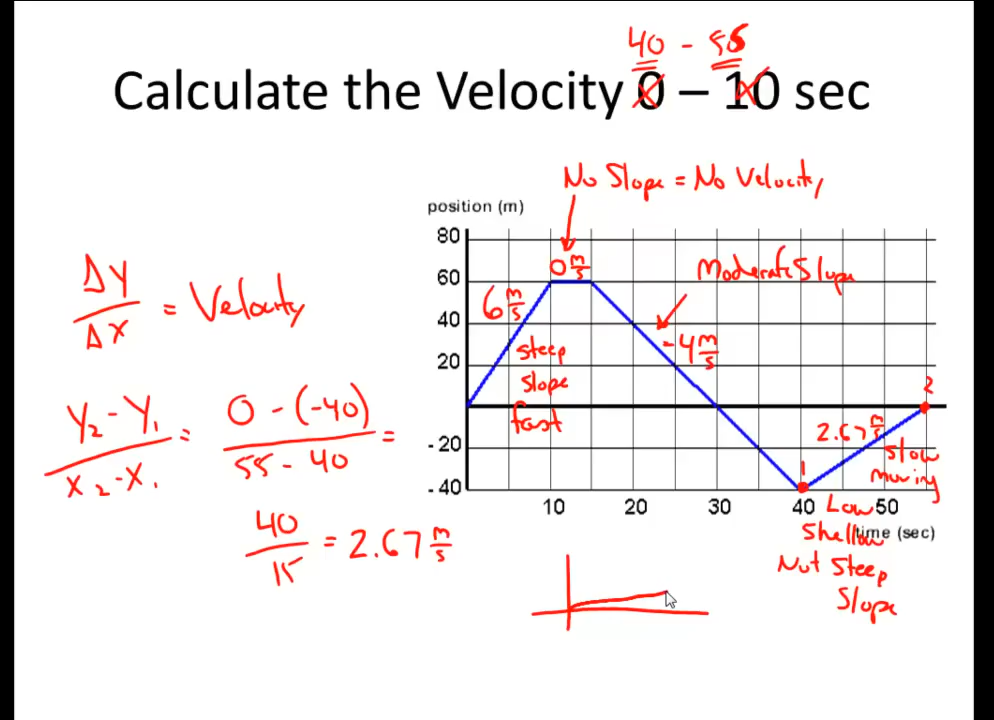 40 - 55
Calculate the Velocity 0 – 10 sec
No Slope = No Velocity
position (m)
80
60
40
20
-20
-40
10 20 30 40 50
time (sec)
0 m/s
Moderate Slope
6 m/s
-4 m/s
steep
slope
fast
2
1
2.67 m/s
Slow
moving
Low
Shallow
Not Steep
Slope
ΔY/ΔX = Velocity
Y₂-Y₁/X₂-X₁ = 0-(-40)/55-40 =
40/15 = 2.67 m/s